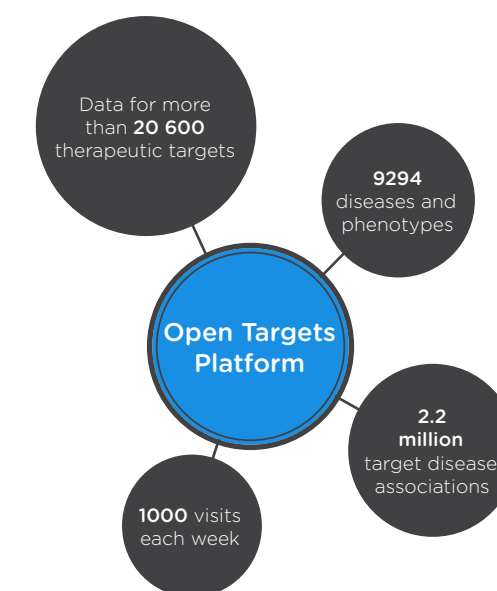 Data for more
than 20 600
therapeutic targets
9294
diseases and
phenotypes
Open Targets
Platform
2.2
million
target disease
associations
1000 visits
each week